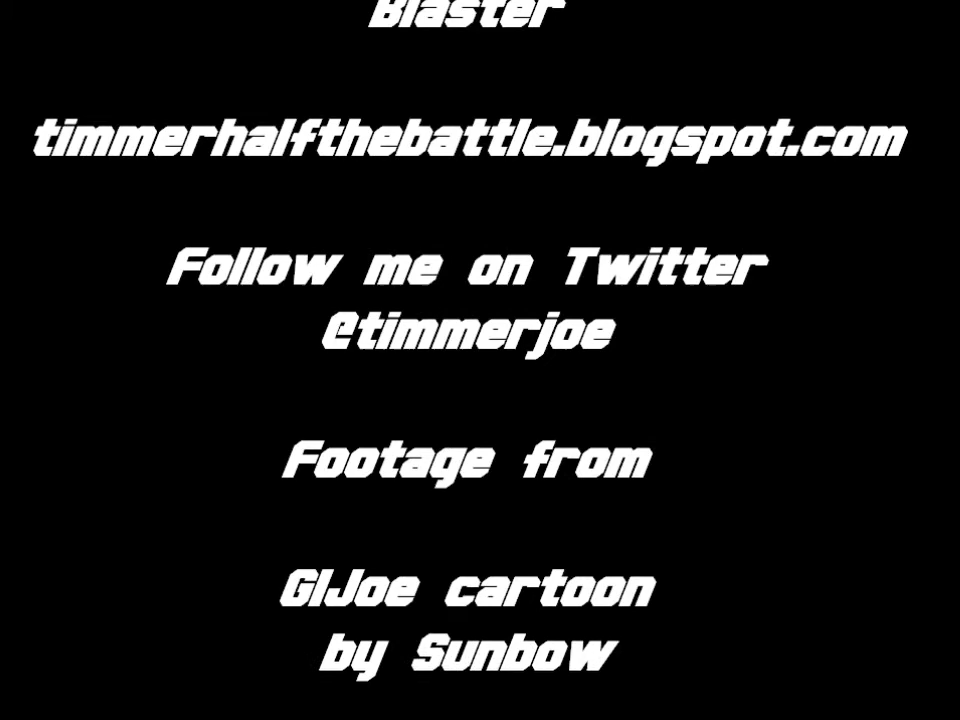 Blaster
timmerhalfthebattle.blogspot.com
Follow me on Twitter
@timmerjoe
Footage from
GIJoe cartoon
by Sunbow